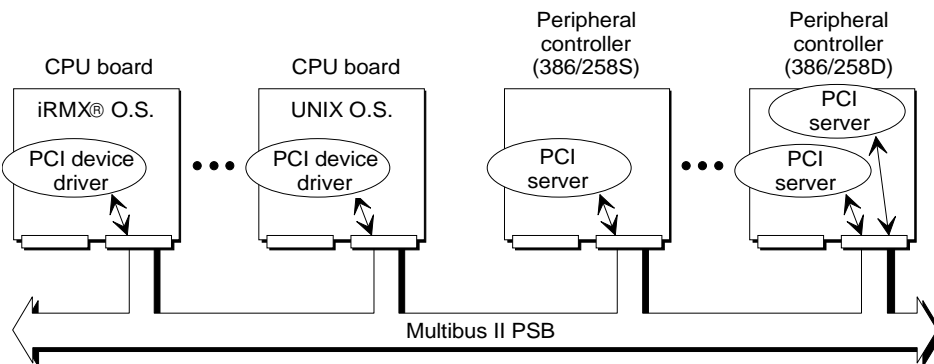 CPU board
iRMX® O.S.
PCI device
driver
CPU board
UNIX O.S.
PCI device
driver
Peripheral
controller
(386/258S)
PCI
server
Peripheral
controller
(386/258D)
PCI
server
PCI
server
Multibus II PSB